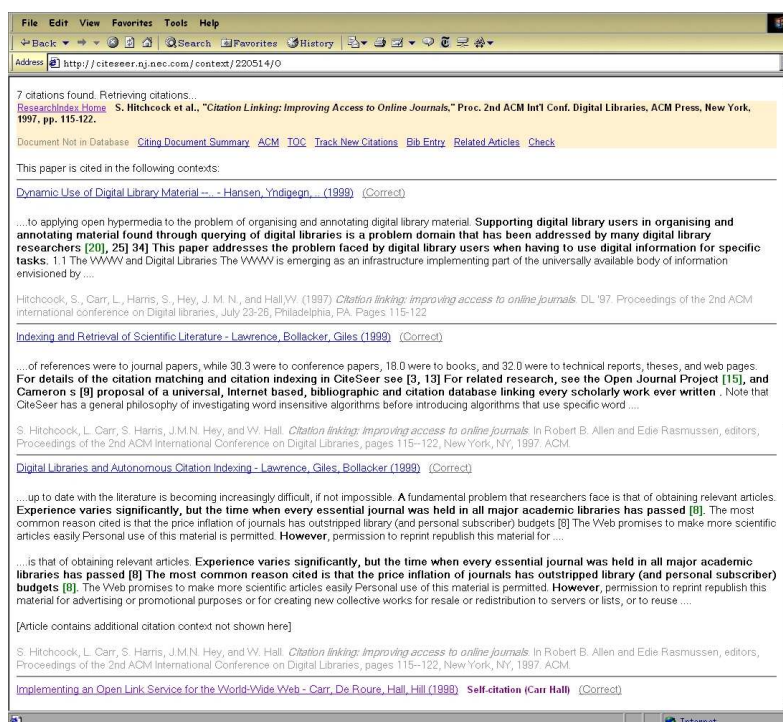 File Edit View Favorites Tools Help
Back Search Favorites History
Address http://citeseer.nj.nec.com/context/220514/0
7 citations found. Retrieving citations...
ResearchIndex Home S. Hitchcock et al., "Citation Linking: Improving Access to Online Journals," Proc. 2nd ACM Int'l Conf. Digital Libraries, ACM Press, New York,
1997, pp. 115-122.
Document Not in Database Citing Document Summary ACM TOC Track New Citations Bib Entry Related Articles Check
This paper is cited in the following contexts:
Dynamic Use of Digital Library Material --.. - Hansen, Yndigegn, .. (1999) (Correct)
....to applying open hypermedia to the problem of organising and annotating digital library material. Supporting digital library users in organising and
annotating material found through querying of digital libraries is a problem domain that has been addressed by many digital library
researchers [20], 25] 34] This paper addresses the problem faced by digital library users when having to use digital information for specific
tasks. 1.1 The WWW and Digital Libraries The WWW is emerging as an infrastructure implementing part of the universally available body of information
envisioned by ....
Hitchcock, S., Carr, L., Harris, S., Hey, J. M. N., and Hall,W. (1997) Citation linking: improving access to online journals. DL '97. Proceedings of the 2nd ACM
international conference on Digital libraries, July 23-26, Philadelphia, PA. Pages 115-122
Indexing and Retrieval of Scientific Literature - Lawrence, Bollacker, Giles (1999) (Correct)
....of references were to journal papers, while 30.3 were to conference papers, 18.0 were to books, and 32.0 were to technical reports, theses, and web pages.
For details of the citation matching and citation indexing in CiteSeer see [3, 13] For related research, see the Open Journal Project [15], and
Cameron s [9] proposal of a universal, Internet based, bibliographic and citation database linking every scholarly work ever written . Note that
CiteSeer has a general philosophy of investigating word insensitive algorithms before introducing algorithms that use specific word ....
S. Hitchcock, L. Carr, S. Harris, J.M.N. Hey, and W. Hall. Citation linking: improving access to online journals. In Robert B. Allen and Edie Rasmussen, editors,
Proceedings of the 2nd ACM International Conference on Digital Libraries, pages 115--122, New York, NY, 1997. ACM.
Digital Libraries and Autonomous Citation Indexing - Lawrence, Giles, Bollacker (1999) (Correct)
....up to date with the literature is becoming increasingly difficult, if not impossible. A fundamental problem that researchers face is that of obtaining relevant articles.
Experience varies significantly, but the time when every essential journal was held in all major academic libraries has passed [8]. The most
common reason cited is that the price inflation of journals has outstripped library (and personal subscriber) budgets [8] The Web promises to make more scientific
articles easily Personal use of this material is permitted. However, permission to reprint republish this material for ....
....is that of obtaining relevant articles. Experience varies significantly, but the time when every essential journal was held in all major academic
libraries has passed [8] The most common reason cited is that the price inflation of journals has outstripped library (and personal subscriber)
budgets [8]. The Web promises to make more scientific articles easily Personal use of this material is permitted. However, permission to reprint republish this
material for advertising or promotional purposes or for creating new collective works for resale or redistribution to servers or lists, or to reuse ....
[Article contains additional citation context not shown here]
S. Hitchcock, L. Carr, S. Harris, J.M.N. Hey, and W. Hall. Citation linking: improving access to online journals. In Robert B. Allen and Edie Rasmussen, editors,
Proceedings of the 2nd ACM International Conference on Digital Libraries, pages 115--122, New York, NY, 1997. ACM.
Implementing an Open Link Service for the World-Wide Web - Carr, De Roure, Hall, Hill (1998) Self-citation (Carr Hall) (Correct)
Internet